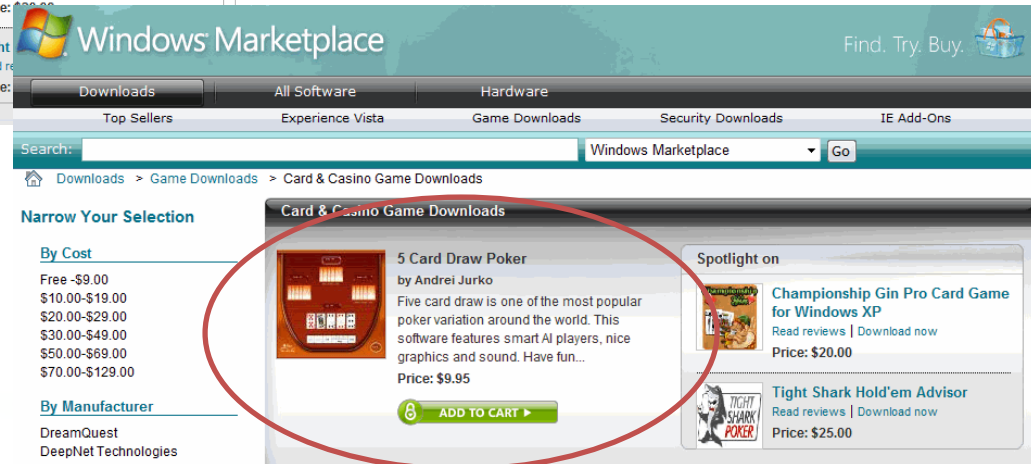 e: $20.00
nt
d re
e:
Windows Marketplace
Find. Try. Buy.
Downloads All Software Hardware
Top Sellers Experience Vista Game Downloads Security Downloads IE Add-Ons
Search: Windows Marketplace Go
Downloads > Game Downloads > Card & Casino Game Downloads
Narrow Your Selection
By Cost
Free -$9.00
$10.00-$19.00
$20.00-$29.00
$30.00-$49.00
$50.00-$69.00
$70.00-$129.00
By Manufacturer
DreamQuest
DeepNet Technologies
Card & Casino Game Downloads
5 Card Draw Poker
by Andrei Jurko
Five card draw is one of the most popular
poker variation around the world. This
software features smart AI players, nice
graphics and sound. Have fun...
Price: $9.95
ADD TO CART
Spotlight on
Championship Gin Pro Card Game
for Windows XP
Read reviews | Download now
Price: $20.00
TIGHT
SHARK
POKER
Tight Shark Hold'em Advisor
Read reviews | Download now
Price: $25.00